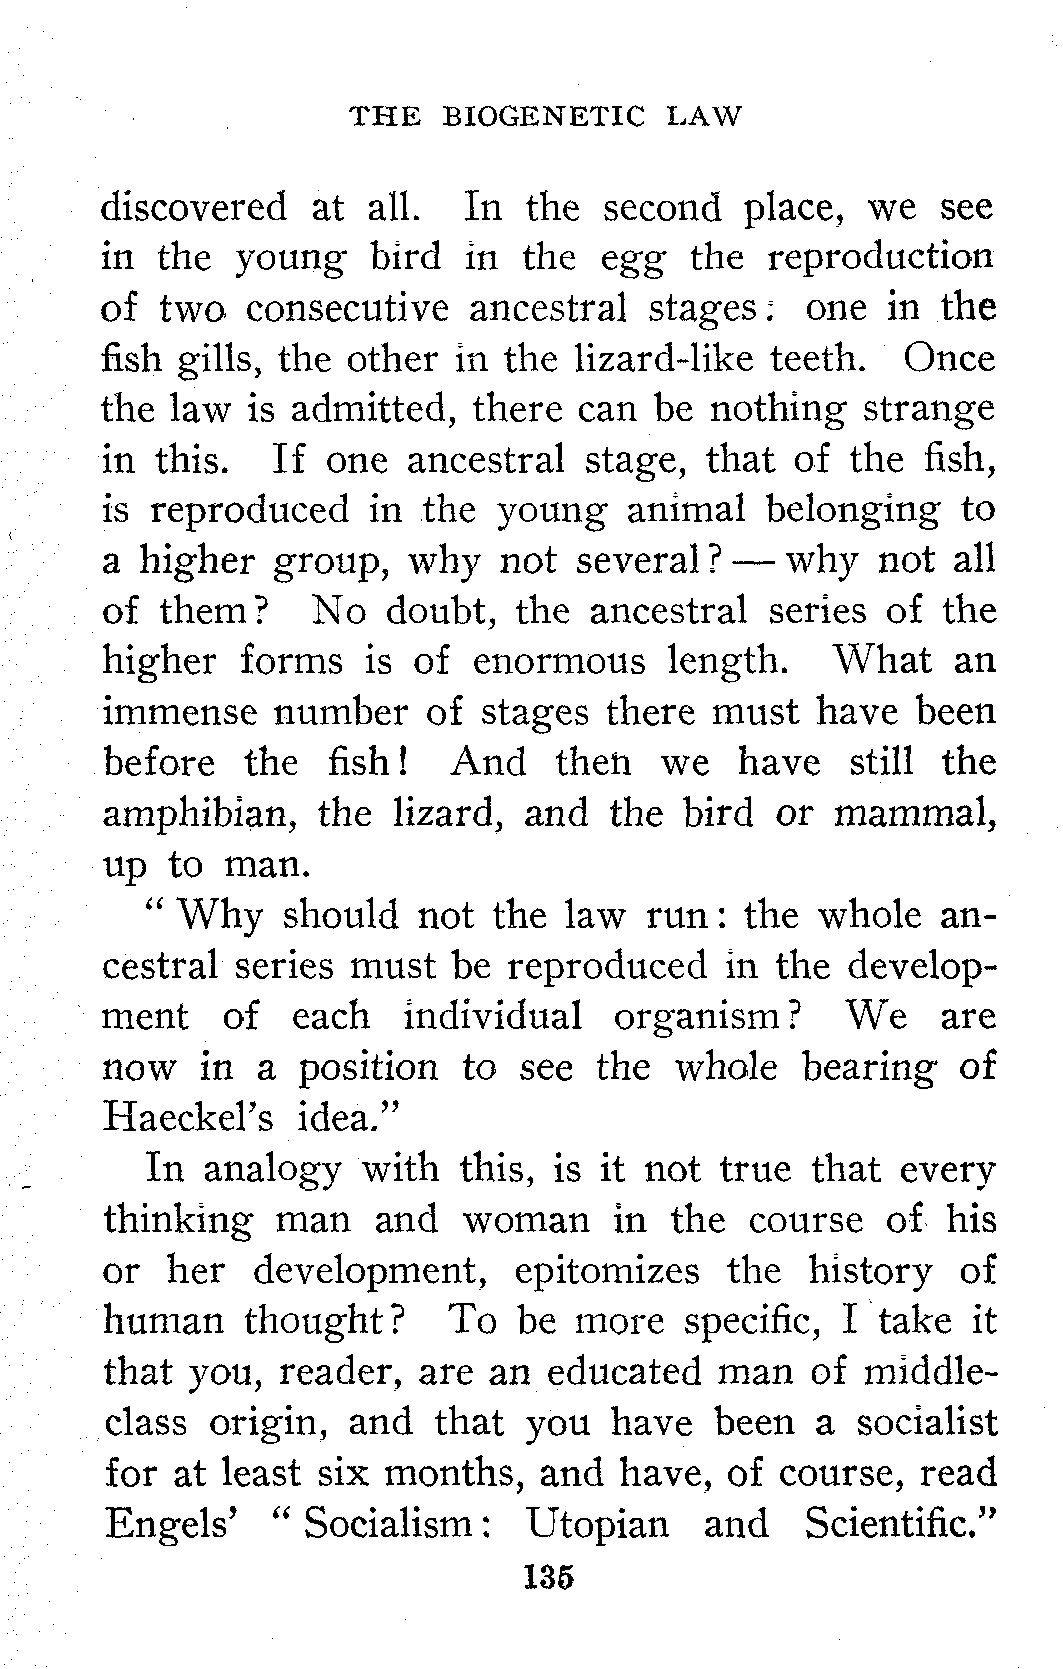 THE BIOGENETIC LAW
discovered at all. In the second place, we see
in the young bird in the egg the reproduction
of two consecutive ancestral stages: one in the
fish gills, the other in the lizard-like teeth. Once
the law is admitted, there can be nothing strange
in this. If one ancestral stage, that of the fish,
is reproduced in the young animal belonging to
a higher group, why not several? — why not all
of them? No doubt, the ancestral series of the
higher forms is of enormous length. What an
immense number of stages there must have been
before the fish! And then we have still the
amphibian, the lizard, and the bird or mammal,
up to man.
“ Why should not the law run: the whole an-
cestral series must be reproduced in the develop-
ment of each individual organism? We are
now in a position to see the whole bearing of
Haeckel's idea.”
In analogy with this, is it not true that every
thinking man and woman in the course of his
or her development, epitomizes the history of
human thought? To be more specific, I take it
that you, reader, are an educated man of middle-
class origin, and that you have been a socialist
for at least six months, and have, of course, read
Engels' “ Socialism: Utopian and Scientific.”
135